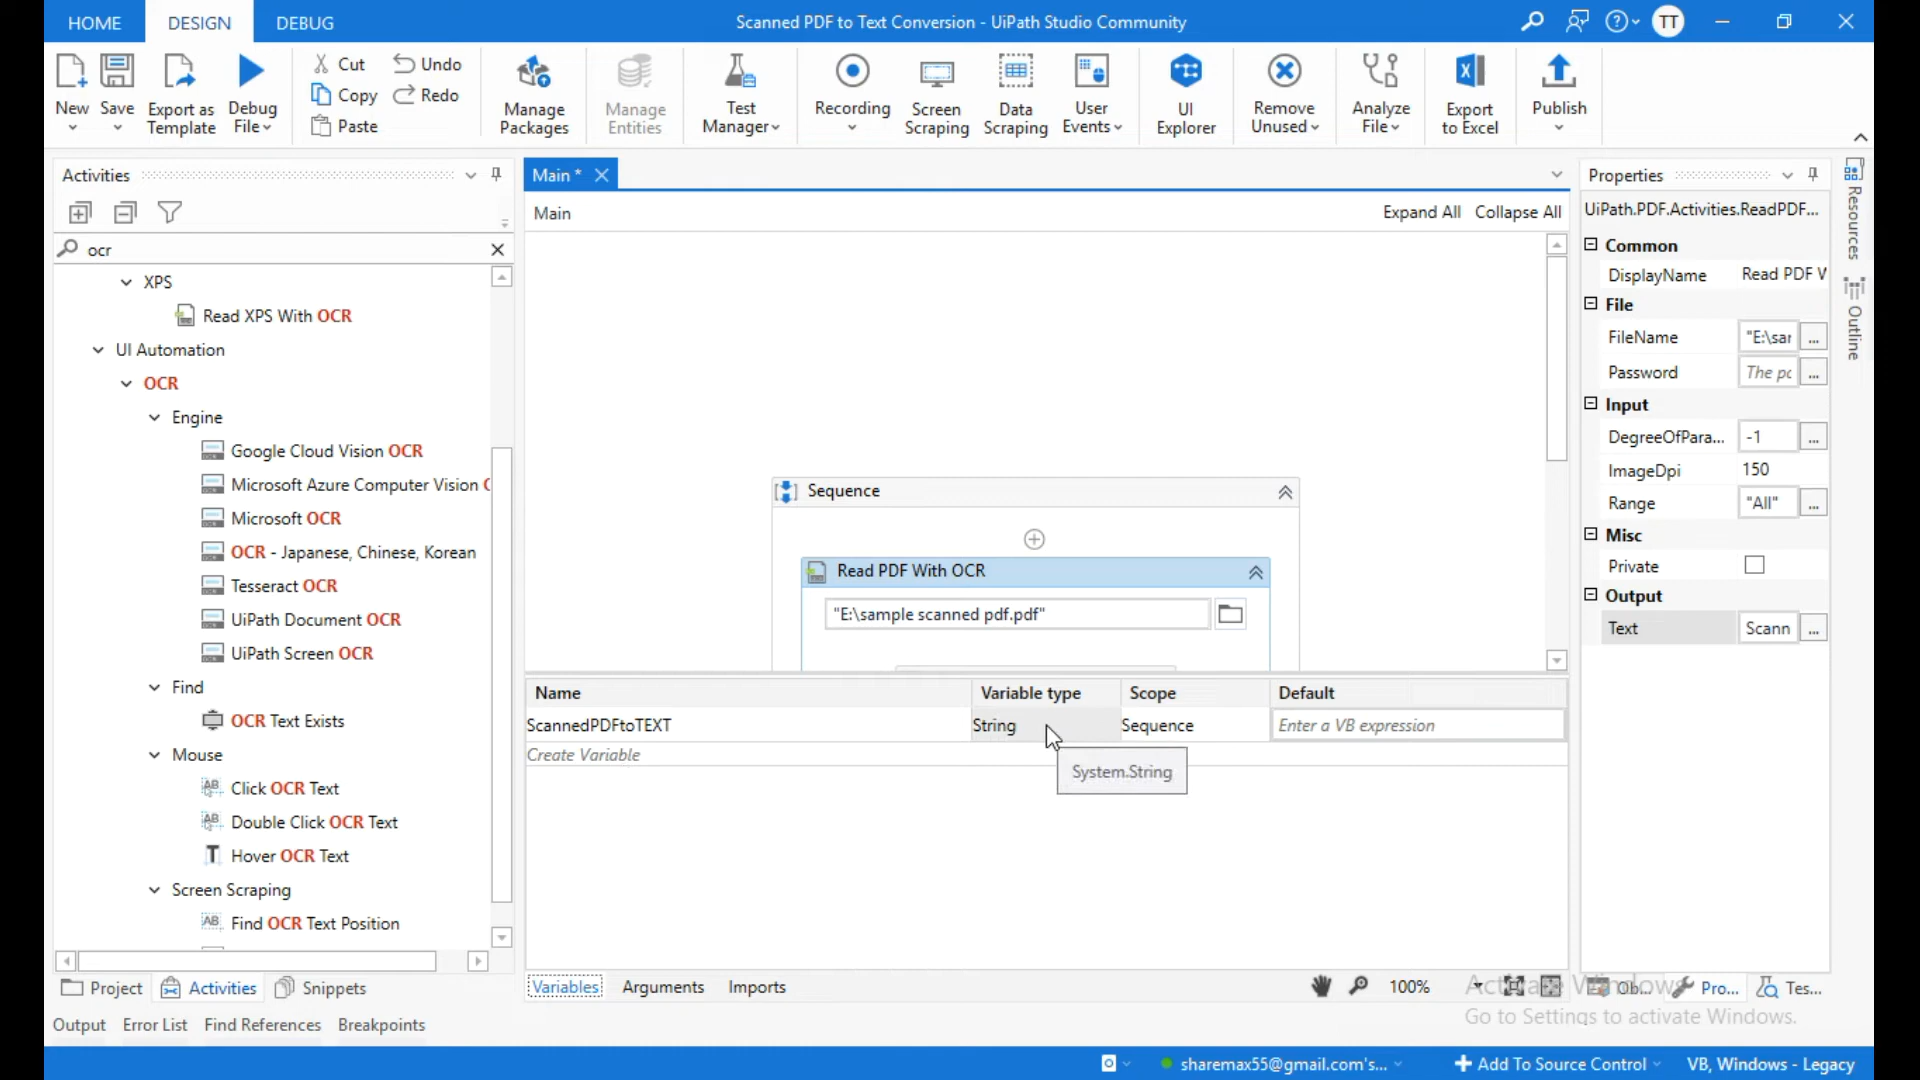 HOME DESIGN DEBUG Scanned PDF to Text Conversion - UiPath Studio Community TT
New Save Export as Template Debug File Cut Copy Paste Undo Redo Manage Packages Manage Entities Test Manager Recording Screen Scraping Data Scraping User Events UI Explorer Remove Unused Analyze File Export to Excel Publish
Activities
ocr
XPS
Read XPS With OCR
UI Automation
OCR
Engine
Google Cloud Vision OCR
Microsoft Azure Computer Vision
Microsoft OCR
OCR - Japanese, Chinese, Korean
Tesseract OCR
UiPath Document OCR
UiPath Screen OCR
Find
OCR Text Exists
Mouse
Click OCR Text
Double Click OCR Text
Hover OCR Text
Screen Scraping
Find OCR Text Position
Project Activities Snippets
Main *
Main Expand All Collapse All
Sequence
Read PDF With OCR
"E:\sample scanned pdf.pdf"
Name Variable type Scope Default
ScannedPDFtoTEXT String Sequence Enter a VB expression
Create Variable
System.String
Variables Arguments Imports 100%
Properties
UiPath.PDF.Activities.ReadPDF...
Common
DisplayName Read PDF W
File
FileName "E:\sar ...
Password The pc ...
Input
DegreeOfPara... -1 ...
ImageDpi 150
Range "All" ...
Misc
Private
Output
Text Scann ...
Resources
Outline
Activate Windows
Go to Settings to activate Windows.
Ob... Pro... Tes...
Output Error List Find References Breakpoints
sharemax55@gmail.com's... Add To Source Control VB, Windows - Legacy